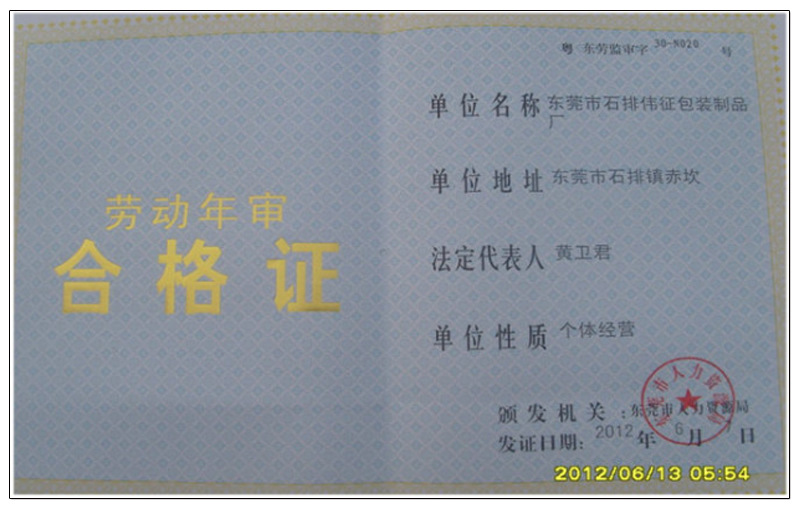 劳动年审
合格证
粤 东劳监审字 30-N020 号
单位名称 东莞市石排伟征包装制品
厂
单位地址 东莞市石排镇赤坎
法定代表人 黄卫君
单位性质 个体经营
颁发机关：东莞市人力资源局
发证日期：2012 年 6 月 7 日
2012/06/13 05:54